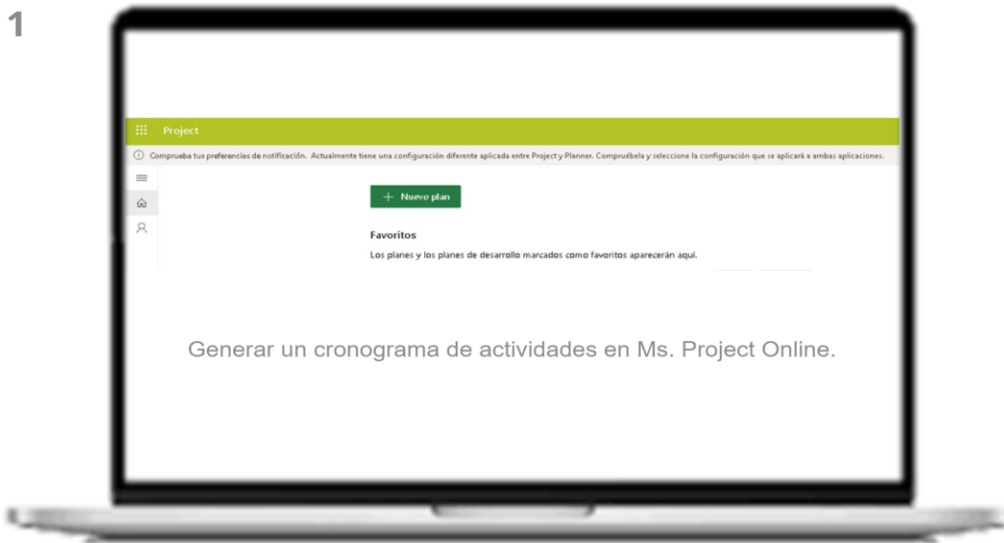 1
Project
Comprueba tus preferencias de notificación. Actualmente tiene una configuración diferente aplicada entre Project y Planner. Compruébela y seleccione la configuración que se aplicará a ambas aplicaciones.
+ Nuevo plan
Favoritos
Los planes y los planes de desarrollo marcados como favoritos aparecerán aquí.
Generar un cronograma de actividades en Ms. Project Online.